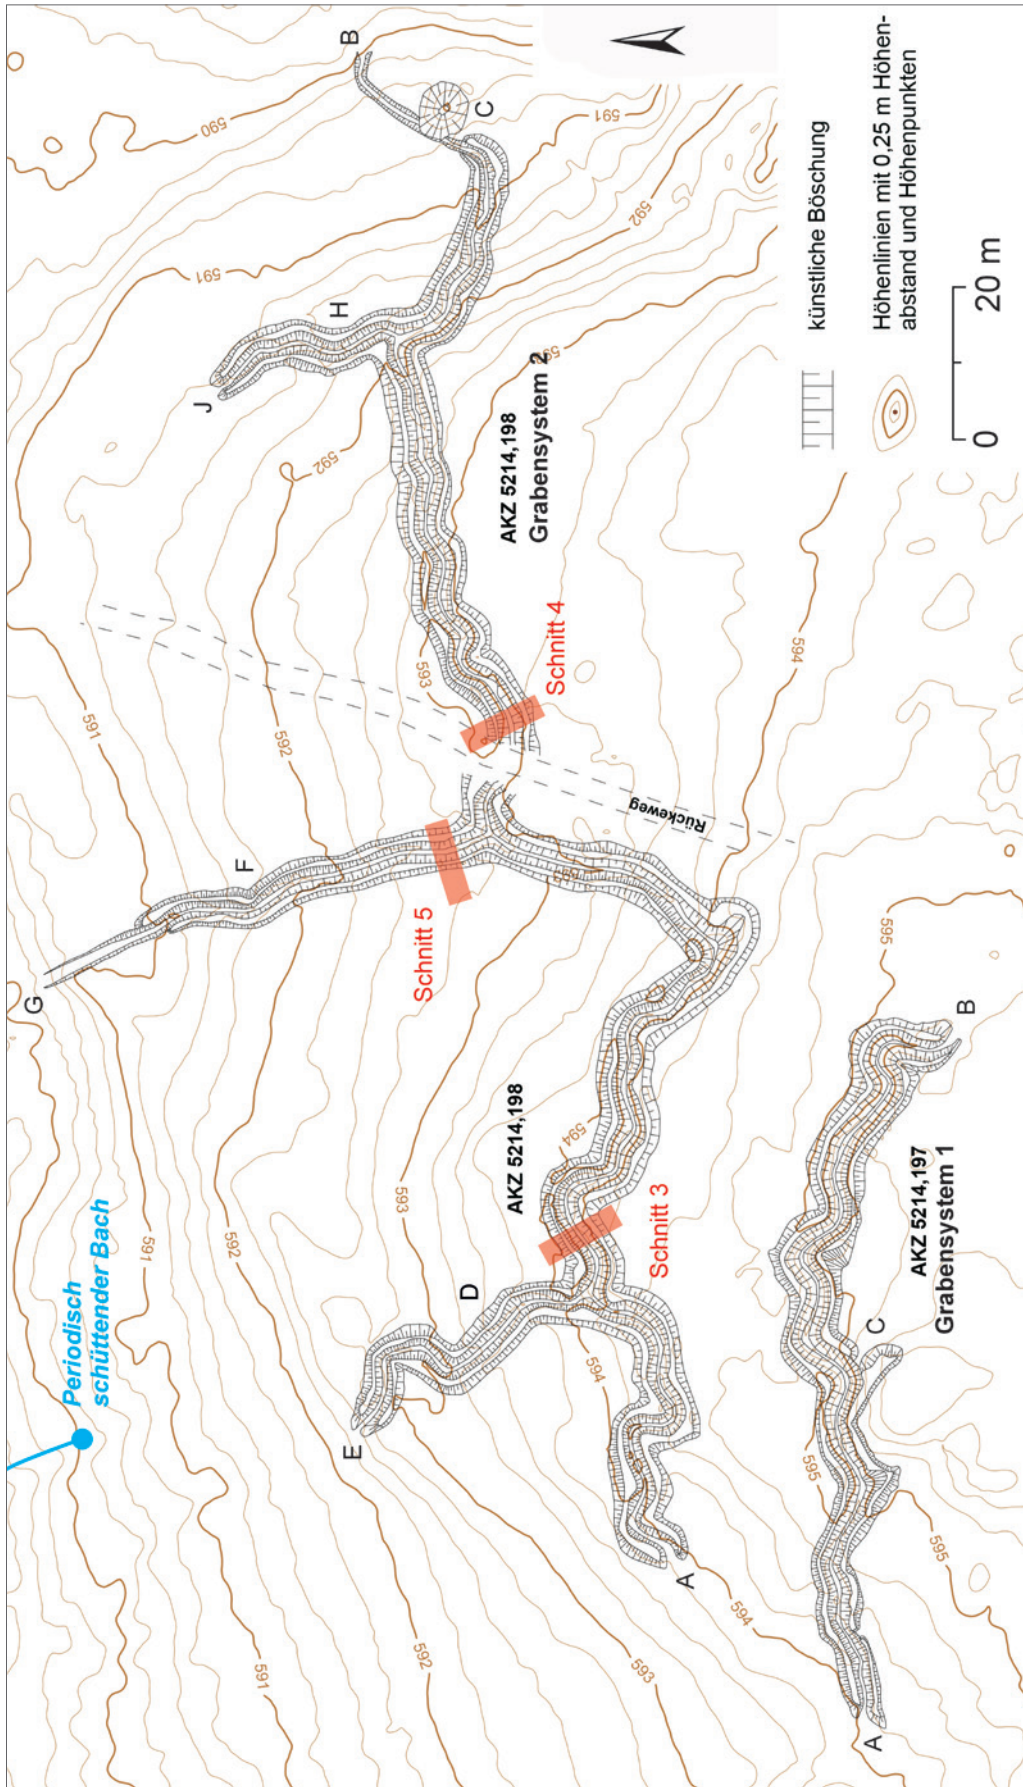 G
Periodisch
schüttender Bach
591
591
590
591
592
591
J
F
592
592
H
E
B
593
592
593
Schnitt 5
D
C
AKZ 5214,198
AKZ 5214,198
Grabensystem 2
Schnitt 4
594
593
594
591
593
Schnitt 3
Rückeweg
592
A
594
594
595
künstliche Böschung
A
C
595
Höhenlinien mit 0,25 m Höhen-
abstand und Höhenpunkten
AKZ 5214,197
Grabensystem 1
595
B
0 20 m